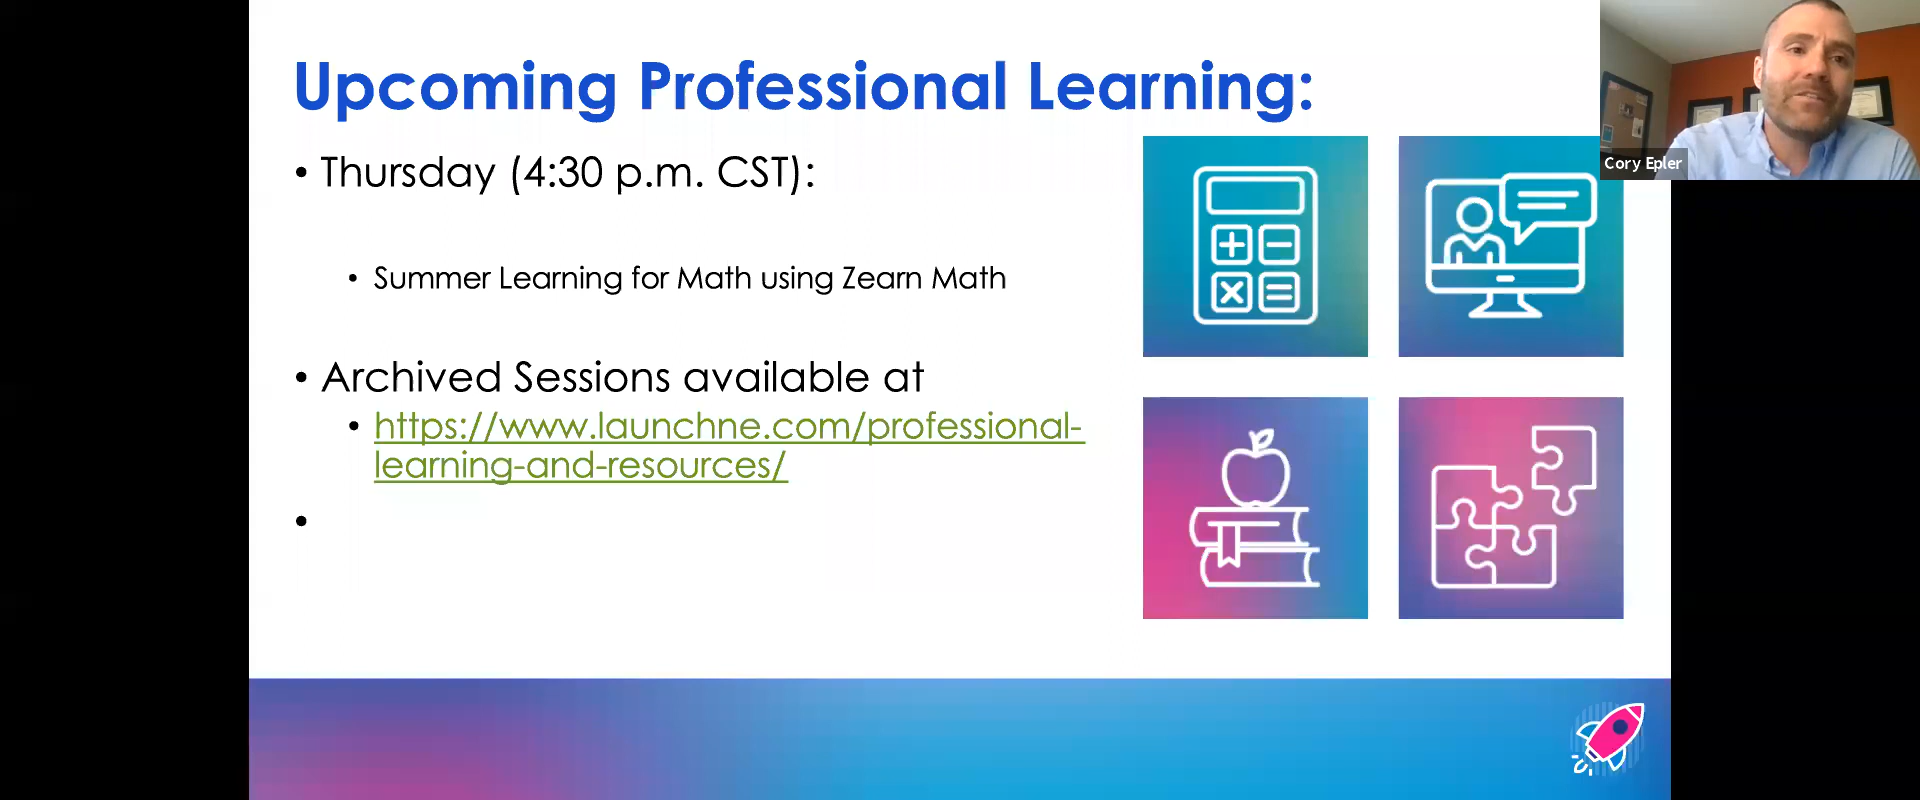 Upcoming Professional Learning:
• Thursday (4:30 p.m. CST):
• Summer Learning for Math using Zearn Math
• Archived Sessions available at
• https://www.launchne.com/professional-
learning-and-resources/
•
Cory Epler